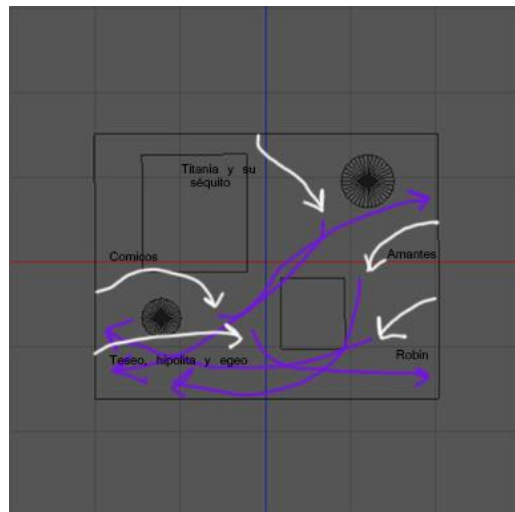 Titania y su
séquito
Comicos
Amantes
Teseo, hipolita y egeo
Robin